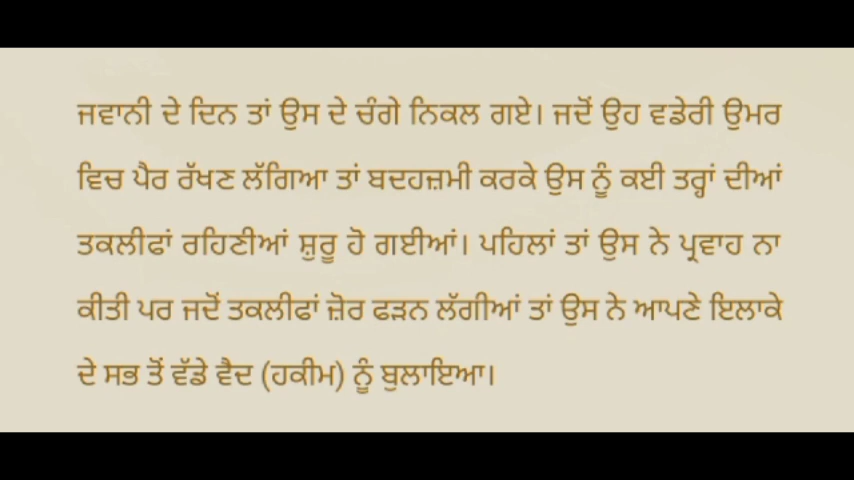 ਜਵਾਨੀ ਦੇ ਦਿਨ ਤਾਂ ਉਸ ਦੇ ਚੰਗੇ ਨਿਕਲ ਗਏ। ਜਦੋਂ ਉਹ ਵਡੇਰੀ ਉਮਰ
ਵਿਚ ਪੈਰ ਰੱਖਣ ਲੱਗਿਆ ਤਾਂ ਬਦਹਜ਼ਮੀ ਕਰਕੇ ਉਸ ਨੂੰ ਕਈ ਤਰ੍ਹਾਂ ਦੀਆਂ
ਤਕਲੀਫਾਂ ਰਹਿਣੀਆਂ ਸ਼ੁਰੂ ਹੋ ਗਈਆਂ। ਪਹਿਲਾਂ ਤਾਂ ਉਸ ਨੇ ਪ੍ਰਵਾਹ ਨਾ
ਕੀਤੀ ਪਰ ਜਦੋਂ ਤਕਲੀਫਾਂ ਜ਼ੋਰ ਫੜਨ ਲੱਗੀਆਂ ਤਾਂ ਉਸ ਨੇ ਆਪਣੇ ਇਲਾਕੇ
ਦੇ ਸਭ ਤੋਂ ਵੱਡੇ ਵੈਦ (ਹਕੀਮ) ਨੂੰ ਬੁਲਾਇਆ।